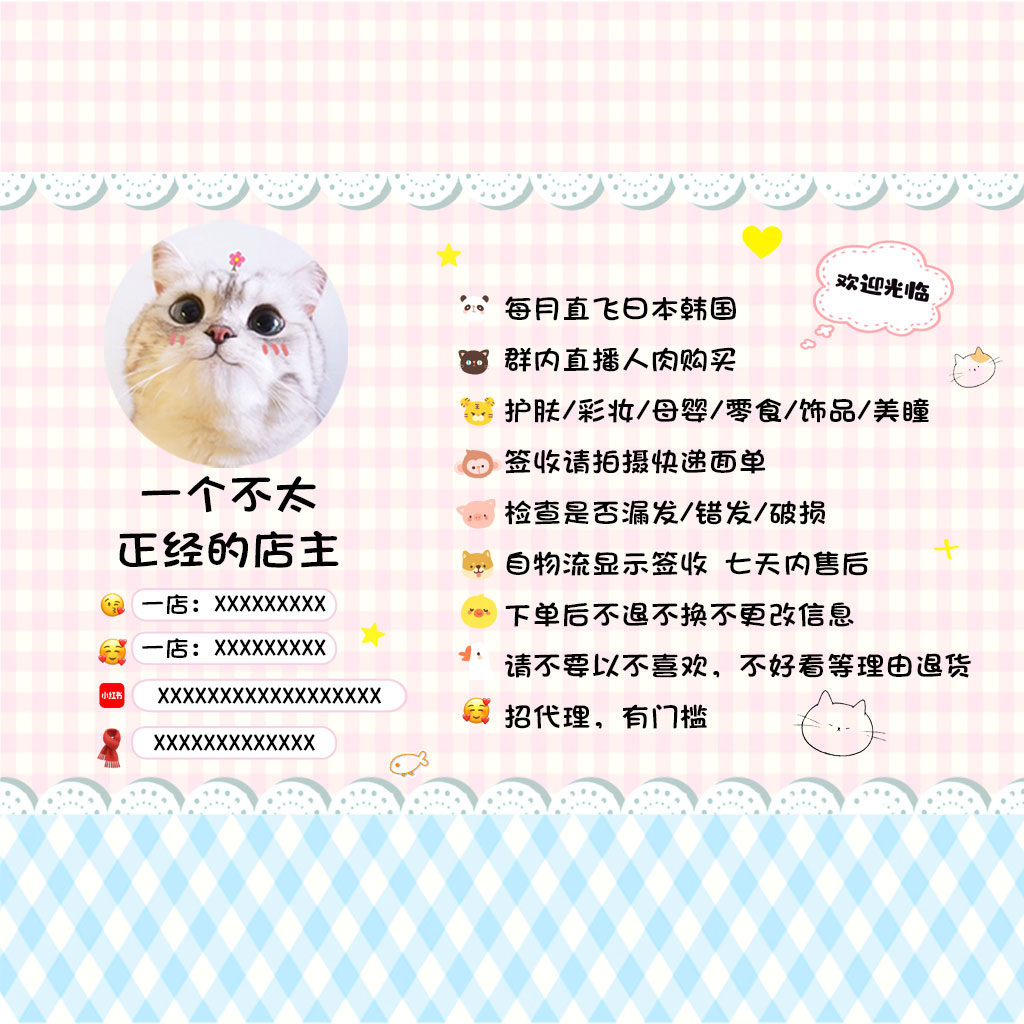 欢迎光临
每月直飞日本韩国
群内直播人肉购买
护肤/彩妆/母婴/零食/饰品/美瞳
签收请拍摄快递面单
检查是否漏发/错发/破损
自物流显示签收 七天内售后
下单后不退不换不更改信息
请不要以不喜欢，不好看等理由退货
招代理，有门槛
一个不太
正经的店主
一店：XXXXXXXXX
一店：XXXXXXXXX
小红书
XXXXXXXXXXXXXXXXXX
XXXXXXXXXXXXX